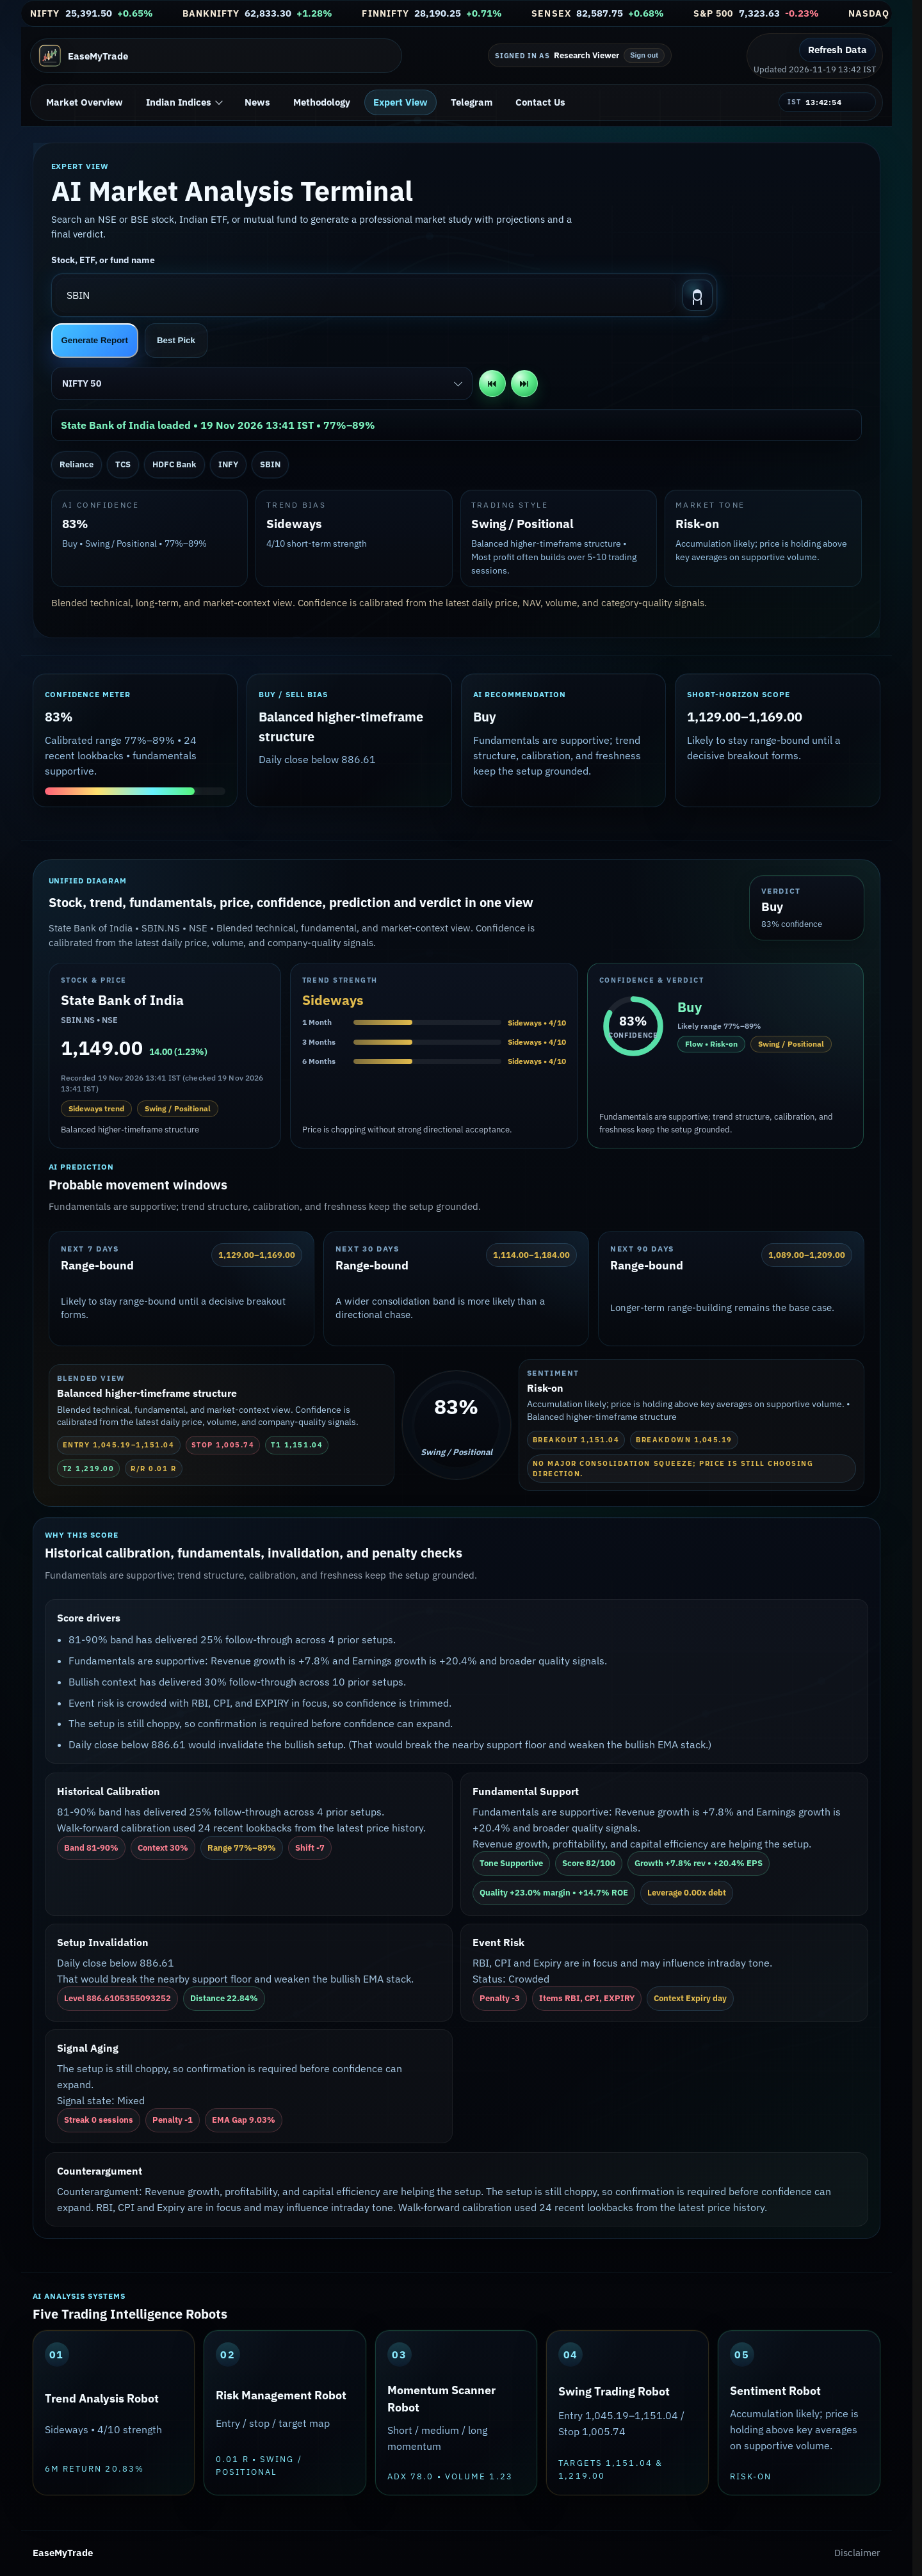 NIFTY 25,391.50 +0.65% BANKNIFTY 62,833.30 +1.28% FINNIFTY 28,190.25 +0.71% SENSEX 82,587.75 +0.68% S&P 500 7,323.63 -0.23% NASDAQ
EaseMyTrade
SIGNED IN AS Research Viewer Sign out
Refresh Data
Updated 2026-11-19 13:42 IST
Market Overview Indian Indices News Methodology Expert View Telegram Contact Us IST 13:42:54
EXPERT VIEW
AI Market Analysis Terminal
Search an NSE or BSE stock, Indian ETF, or mutual fund to generate a professional market study with projections and a
final verdict.
Stock, ETF, or fund name
SBIN
Generate Report Best Pick
NIFTY 50
State Bank of India loaded • 19 Nov 2026 13:41 IST • 77%–89%
Reliance TCS HDFC Bank INFY SBIN
AI CONFIDENCE
83%
Buy • Swing / Positional • 77%–89%
TREND BIAS
Sideways
4/10 short-term strength
TRADING STYLE
Swing / Positional
Balanced higher-timeframe structure •
Most profit often builds over 5-10 trading
sessions.
MARKET TONE
Risk-on
Accumulation likely; price is holding above
key averages on supportive volume.
Blended technical, long-term, and market-context view. Confidence is calibrated from the latest daily price, NAV, volume, and category-quality signals.
CONFIDENCE METER
83%
Calibrated range 77%–89% • 24
recent lookbacks • fundamentals
supportive.
BUY / SELL BIAS
Balanced higher-timeframe
structure
Daily close below 886.61
AI RECOMMENDATION
Buy
Fundamentals are supportive; trend
structure, calibration, and freshness
keep the setup grounded.
SHORT-HORIZON SCOPE
1,129.00–1,169.00
Likely to stay range-bound until a
decisive breakout forms.
UNIFIED DIAGRAM
Stock, trend, fundamentals, price, confidence, prediction and verdict in one view
State Bank of India • SBIN.NS • NSE • Blended technical, fundamental, and market-context view. Confidence is
calibrated from the latest daily price, volume, and company-quality signals.
VERDICT
Buy
83% confidence
STOCK & PRICE
State Bank of India
SBIN.NS • NSE
1,149.00 14.00 (1.23%)
Recorded 19 Nov 2026 13:41 IST (checked 19 Nov 2026
13:41 IST)
Sideways trend Swing / Positional
Balanced higher-timeframe structure
TREND STRENGTH
Sideways
1 Month Sideways • 4/10
3 Months Sideways • 4/10
6 Months Sideways • 4/10
Price is chopping without strong directional acceptance.
CONFIDENCE & VERDICT
83%
CONFIDENCE
Buy
Likely range 77%–89%
Flow • Risk-on Swing / Positional
Fundamentals are supportive; trend structure, calibration, and
freshness keep the setup grounded.
AI PREDICTION
Probable movement windows
Fundamentals are supportive; trend structure, calibration, and freshness keep the setup grounded.
NEXT 7 DAYS
Range-bound
1,129.00–1,169.00
Likely to stay range-bound until a decisive breakout
forms.
NEXT 30 DAYS
Range-bound
1,114.00–1,184.00
A wider consolidation band is more likely than a
directional chase.
NEXT 90 DAYS
Range-bound
1,089.00–1,209.00
Longer-term range-building remains the base case.
BLENDED VIEW
Balanced higher-timeframe structure
Blended technical, fundamental, and market-context view. Confidence is
calibrated from the latest daily price, volume, and company-quality signals.
ENTRY 1,045.19–1,151.04 STOP 1,005.74 T1 1,151.04
T2 1,219.00 R/R 0.01 R
83%
Swing / Positional
SENTIMENT
Risk-on
Accumulation likely; price is holding above key averages on supportive volume. •
Balanced higher-timeframe structure
BREAKOUT 1,151.04 BREAKDOWN 1,045.19
NO MAJOR CONSOLIDATION SQUEEZE; PRICE IS STILL CHOOSING
DIRECTION.
WHY THIS SCORE
Historical calibration, fundamentals, invalidation, and penalty checks
Fundamentals are supportive; trend structure, calibration, and freshness keep the setup grounded.
Score drivers
• 81-90% band has delivered 25% follow-through across 4 prior setups.
• Fundamentals are supportive: Revenue growth is +7.8% and Earnings growth is +20.4% and broader quality signals.
• Bullish context has delivered 30% follow-through across 10 prior setups.
• Event risk is crowded with RBI, CPI, and EXPIRY in focus, so confidence is trimmed.
• The setup is still choppy, so confirmation is required before confidence can expand.
• Daily close below 886.61 would invalidate the bullish setup. (That would break the nearby support floor and weaken the bullish EMA stack.)
Historical Calibration
81-90% band has delivered 25% follow-through across 4 prior setups.
Walk-forward calibration used 24 recent lookbacks from the latest price history.
Band 81-90% Context 30% Range 77%–89% Shift -7
Fundamental Support
Fundamentals are supportive: Revenue growth is +7.8% and Earnings growth is
+20.4% and broader quality signals.
Revenue growth, profitability, and capital efficiency are helping the setup.
Tone Supportive Score 82/100 Growth +7.8% rev • +20.4% EPS
Quality +23.0% margin • +14.7% ROE Leverage 0.00x debt
Setup Invalidation
Daily close below 886.61
That would break the nearby support floor and weaken the bullish EMA stack.
Level 886.6105355093252 Distance 22.84%
Event Risk
RBI, CPI and Expiry are in focus and may influence intraday tone.
Status: Crowded
Penalty -3 Items RBI, CPI, EXPIRY Context Expiry day
Signal Aging
The setup is still choppy, so confirmation is required before confidence can
expand.
Signal state: Mixed
Streak 0 sessions Penalty -1 EMA Gap 9.03%
Counterargument
Counterargument: Revenue growth, profitability, and capital efficiency are helping the setup. The setup is still choppy, so confirmation is required before confidence can
expand. RBI, CPI and Expiry are in focus and may influence intraday tone. Walk-forward calibration used 24 recent lookbacks from the latest price history.
AI ANALYSIS SYSTEMS
Five Trading Intelligence Robots
01
Trend Analysis Robot
Sideways • 4/10 strength
6M RETURN 20.83%
02
Risk Management Robot
Entry / stop / target map
0.01 R • SWING /
POSITIONAL
03
Momentum Scanner
Robot
Short / medium / long
momentum
ADX 78.0 • VOLUME 1.23
04
Swing Trading Robot
Entry 1,045.19–1,151.04 /
Stop 1,005.74
TARGETS 1,151.04 &
1,219.00
05
Sentiment Robot
Accumulation likely; price is
holding above key averages
on supportive volume.
RISK-ON
EaseMyTrade Disclaimer